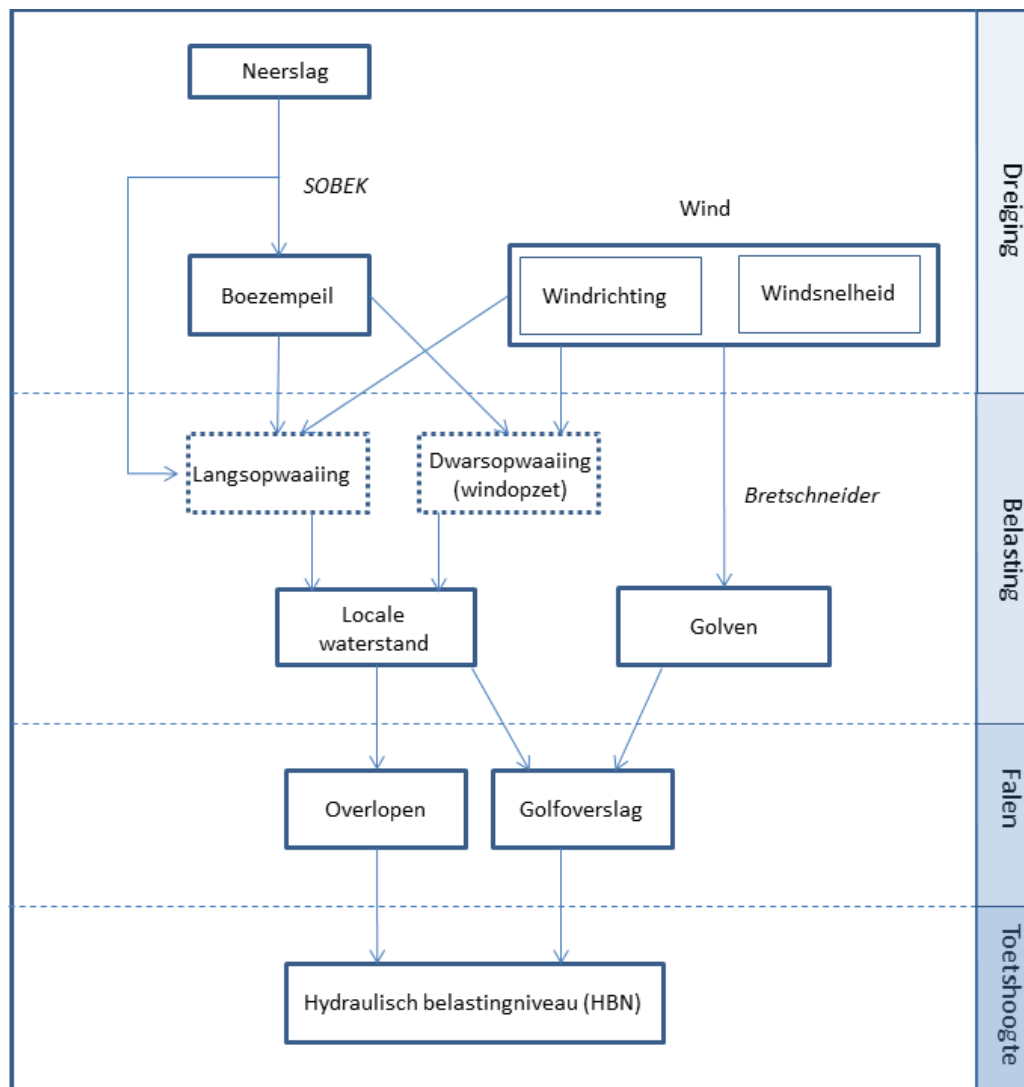 Neerslag
SOBEK
Wind
Boezempeil
Windrichting
Windsnelheid
Dreiging
Langsopwaaiing
Dwarsopwaaiing
(windopzet)
Bretschneider
Locale
waterstand
Golven
Belasting
Overlopen
Golfoverslag
Falen
Hydraulisch belastingniveau (HBN)
Toetshoogte